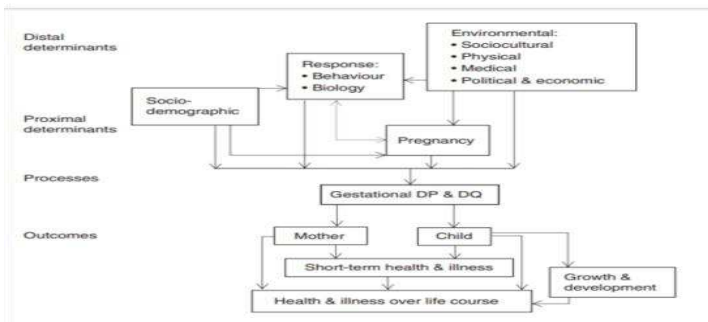 Distal
determinants
Environmental:
• Sociocultural
• Physical
• Medical
• Political & economic
Response:
• Behaviour
• Biology
Socio-
demographic
Proximal
determinants
Pregnancy
Processes
Gestational DP & DQ
Outcomes
Mother
Child
Short-term health & illness
Growth &
development
Health & illness over life course